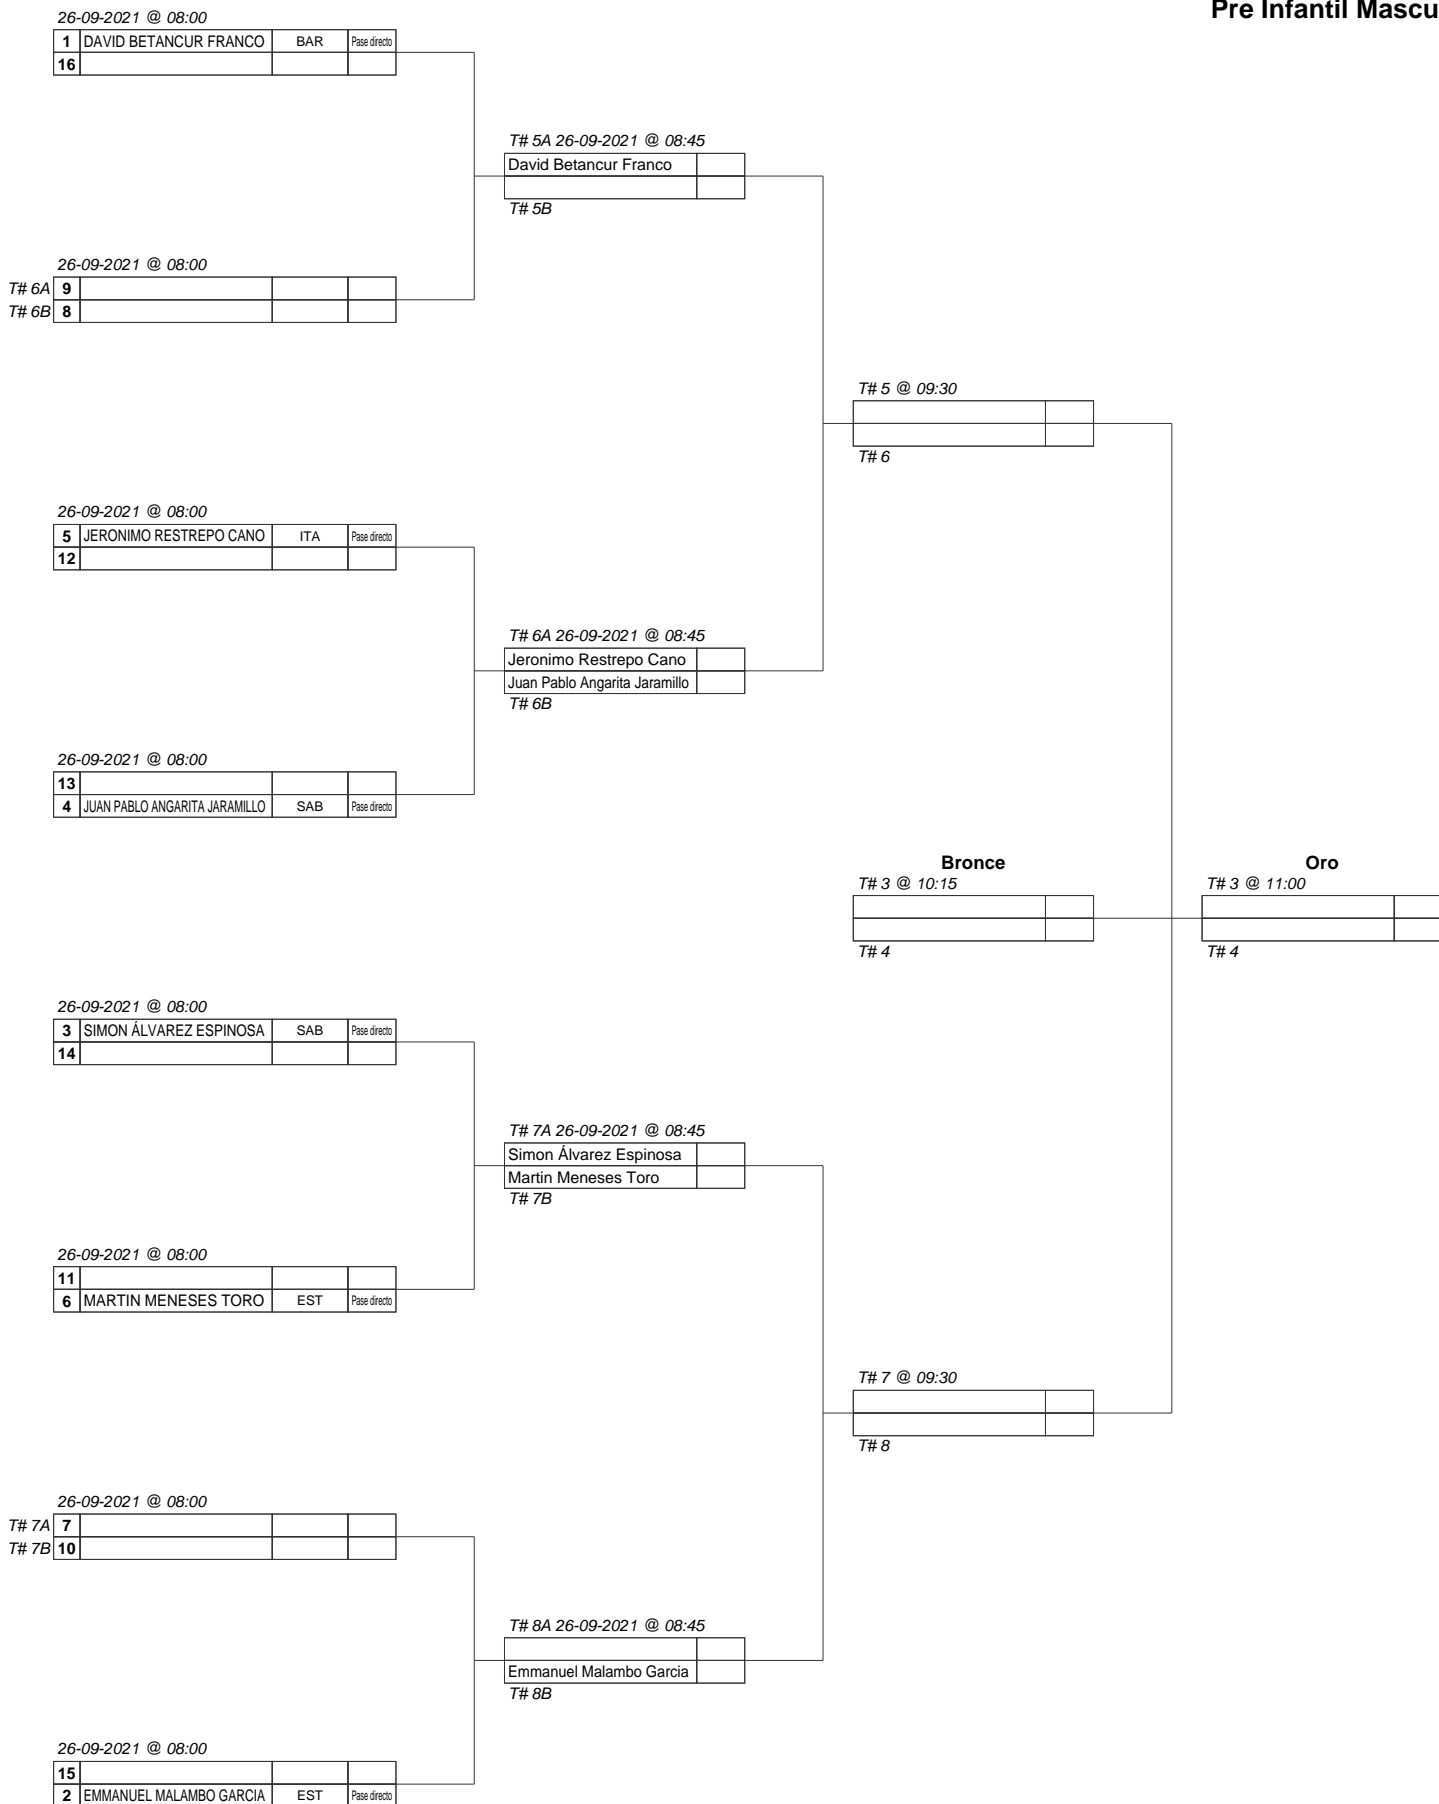 Pre Infantil Mascu
26-09-2021 @ 08:00
1 DAVID BETANCUR FRANCO BAR Pase directo
16
T# 5A 26-09-2021 @ 08:45
David Betancur Franco
T# 5B
26-09-2021 @ 08:00
T# 6A 9
T# 6B 8
T# 5 @ 09:30
T# 6
26-09-2021 @ 08:00
5 JERONIMO RESTREPO CANO ITA Pase directo
12
T# 6A 26-09-2021 @ 08:45
Jeronimo Restrepo Cano
Juan Pablo Angarita Jaramillo
T# 6B
26-09-2021 @ 08:00
13
4 JUAN PABLO ANGARITA JARAMILLO SAB Pase directo
Bronce
T# 3 @ 10:15
T# 4
Oro
T# 3 @ 11:00
T# 4
26-09-2021 @ 08:00
3 SIMON ÁLVAREZ ESPINOSA SAB Pase directo
14
T# 7A 26-09-2021 @ 08:45
Simon Álvarez Espinosa
Martin Meneses Toro
T# 7B
26-09-2021 @ 08:00
11
6 MARTIN MENESES TORO EST Pase directo
T# 7 @ 09:30
T# 8
26-09-2021 @ 08:00
T# 7A 7
T# 7B 10
T# 8A 26-09-2021 @ 08:45
Emmanuel Malambo Garcia
T# 8B
26-09-2021 @ 08:00
15
2 EMMANUEL MALAMBO GARCIA EST Pase directo